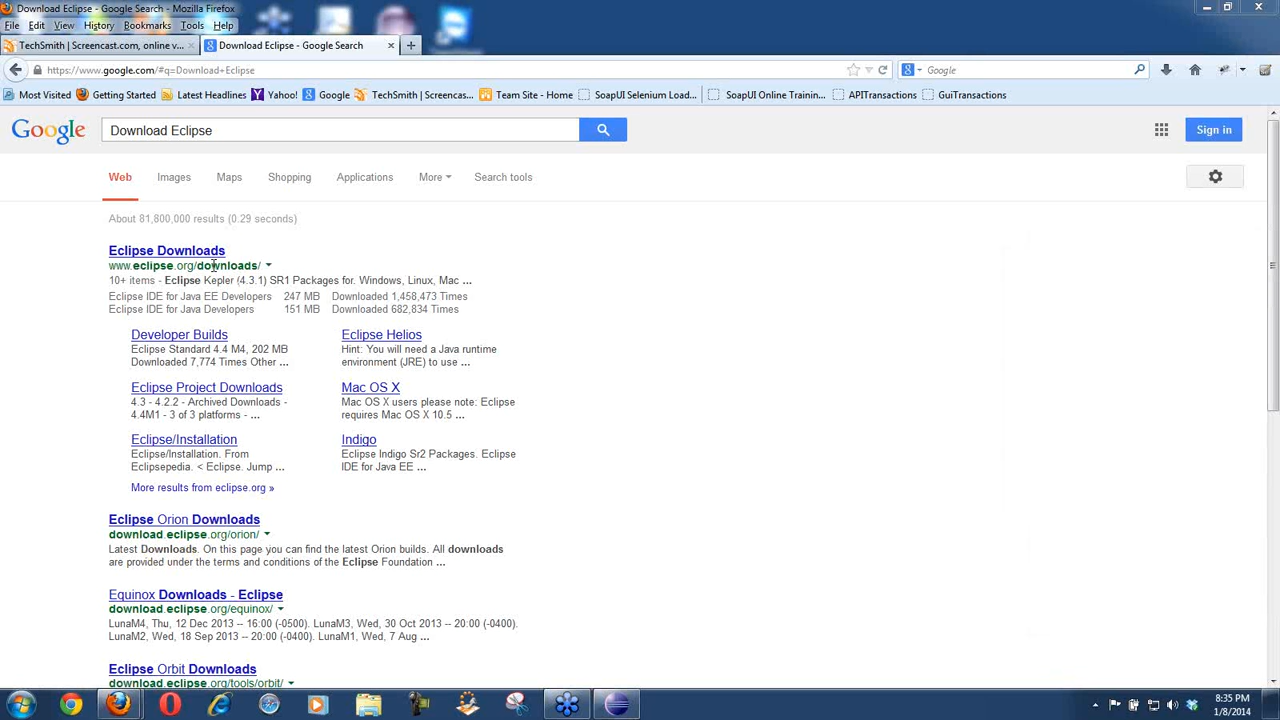 Download Eclipse - Google Search - Mozilla Firefox
File Edit View History Bookmarks Tools Help
TechSmith | Screencast.com, online v... × Download Eclipse - Google Search × +
https://www.google.com/#q=Download+Eclipse Google
Most Visited Getting Started Latest Headlines Yahoo! Google TechSmith | Screencas... Team Site - Home SoapUI Selenium Load... SoapUI Online Trainin... APITransactions GuiTransactions
Google Download Eclipse Sign in
Web Images Maps Shopping Applications More Search tools
About 81,800,000 results (0.29 seconds)
Eclipse Downloads
www.eclipse.org/downloads/
10+ items - Eclipse Kepler (4.3.1) SR1 Packages for. Windows, Linux, Mac ...
Eclipse IDE for Java EE Developers 247 MB Downloaded 1,458,473 Times
Eclipse IDE for Java Developers 151 MB Downloaded 682,834 Times
Developer Builds
Eclipse Standard 4.4 M4, 202 MB
Downloaded 7,774 Times Other ...
Eclipse Helios
Hint: You will need a Java runtime
environment (JRE) to use ...
Eclipse Project Downloads
4.3 - 4.2.2 - Archived Downloads -
4.4M1 - 3 of 3 platforms - ...
Mac OS X
Mac OS X users please note: Eclipse
requires Mac OS X 10.5 ...
Eclipse/Installation
Eclipse/Installation. From
Eclipsepedia. < Eclipse. Jump ...
Indigo
Eclipse Indigo Sr2 Packages. Eclipse
IDE for Java EE ...
More results from eclipse.org »
Eclipse Orion Downloads
download.eclipse.org/orion/
Latest Downloads. On this page you can find the latest Orion builds. All downloads
are provided under the terms and conditions of the Eclipse Foundation ...
Equinox Downloads - Eclipse
download.eclipse.org/equinox/
LunaM4, Thu, 12 Dec 2013 -- 16:00 (-0500). LunaM3, Wed, 30 Oct 2013 -- 20:00 (-0400).
LunaM2, Wed, 18 Sep 2013 -- 20:00 (-0400). LunaM1, Wed, 7 Aug ...
Eclipse Orbit Downloads
download.eclipse.org/tools/orbit/
8:35 PM
1/8/2014